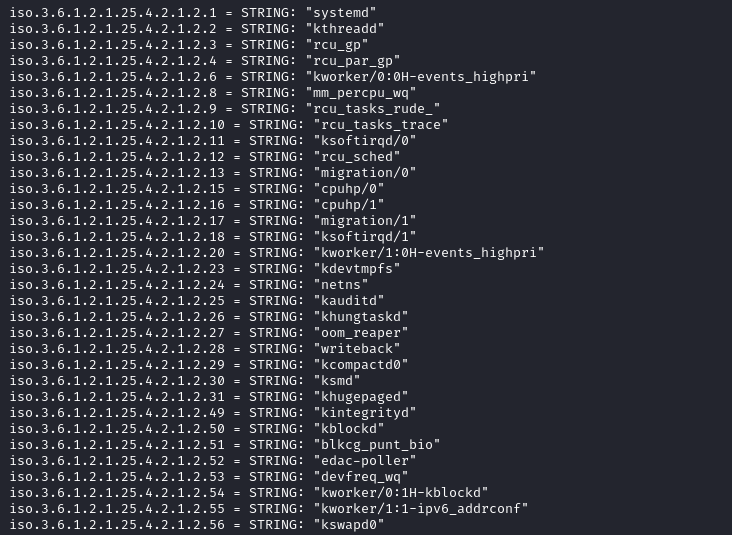 iso.3.6.1.2.1.25.4.2.1.2.1 = STRING: "systemd"
iso.3.6.1.2.1.25.4.2.1.2.2 = STRING: "kthreadd"
iso.3.6.1.2.1.25.4.2.1.2.3 = STRING: "rcu_gp"
iso.3.6.1.2.1.25.4.2.1.2.4 = STRING: "rcu_par_gp"
iso.3.6.1.2.1.25.4.2.1.2.6 = STRING: "kworker/0:0H-events_highpri"
iso.3.6.1.2.1.25.4.2.1.2.8 = STRING: "mm_percpu_wq"
iso.3.6.1.2.1.25.4.2.1.2.9 = STRING: "rcu_tasks_rude_"
iso.3.6.1.2.1.25.4.2.1.2.10 = STRING: "rcu_tasks_trace"
iso.3.6.1.2.1.25.4.2.1.2.11 = STRING: "ksoftirqd/0"
iso.3.6.1.2.1.25.4.2.1.2.12 = STRING: "rcu_sched"
iso.3.6.1.2.1.25.4.2.1.2.13 = STRING: "migration/0"
iso.3.6.1.2.1.25.4.2.1.2.15 = STRING: "cpuhp/0"
iso.3.6.1.2.1.25.4.2.1.2.16 = STRING: "cpuhp/1"
iso.3.6.1.2.1.25.4.2.1.2.17 = STRING: "migration/1"
iso.3.6.1.2.1.25.4.2.1.2.18 = STRING: "ksoftirqd/1"
iso.3.6.1.2.1.25.4.2.1.2.20 = STRING: "kworker/1:0H-events_highpri"
iso.3.6.1.2.1.25.4.2.1.2.23 = STRING: "kdevtmpfs"
iso.3.6.1.2.1.25.4.2.1.2.24 = STRING: "netns"
iso.3.6.1.2.1.25.4.2.1.2.25 = STRING: "kauditd"
iso.3.6.1.2.1.25.4.2.1.2.26 = STRING: "khungtaskd"
iso.3.6.1.2.1.25.4.2.1.2.27 = STRING: "oom_reaper"
iso.3.6.1.2.1.25.4.2.1.2.28 = STRING: "writeback"
iso.3.6.1.2.1.25.4.2.1.2.29 = STRING: "kcompactd0"
iso.3.6.1.2.1.25.4.2.1.2.30 = STRING: "ksmd"
iso.3.6.1.2.1.25.4.2.1.2.31 = STRING: "khugepaged"
iso.3.6.1.2.1.25.4.2.1.2.49 = STRING: "kintegrityd"
iso.3.6.1.2.1.25.4.2.1.2.50 = STRING: "kblockd"
iso.3.6.1.2.1.25.4.2.1.2.51 = STRING: "blkcg_punt_bio"
iso.3.6.1.2.1.25.4.2.1.2.52 = STRING: "edac-poller"
iso.3.6.1.2.1.25.4.2.1.2.53 = STRING: "devfreq_wq"
iso.3.6.1.2.1.25.4.2.1.2.54 = STRING: "kworker/0:1H-kblockd"
iso.3.6.1.2.1.25.4.2.1.2.55 = STRING: "kworker/1:1-ipv6_addrconf"
iso.3.6.1.2.1.25.4.2.1.2.56 = STRING: "kswapd0"